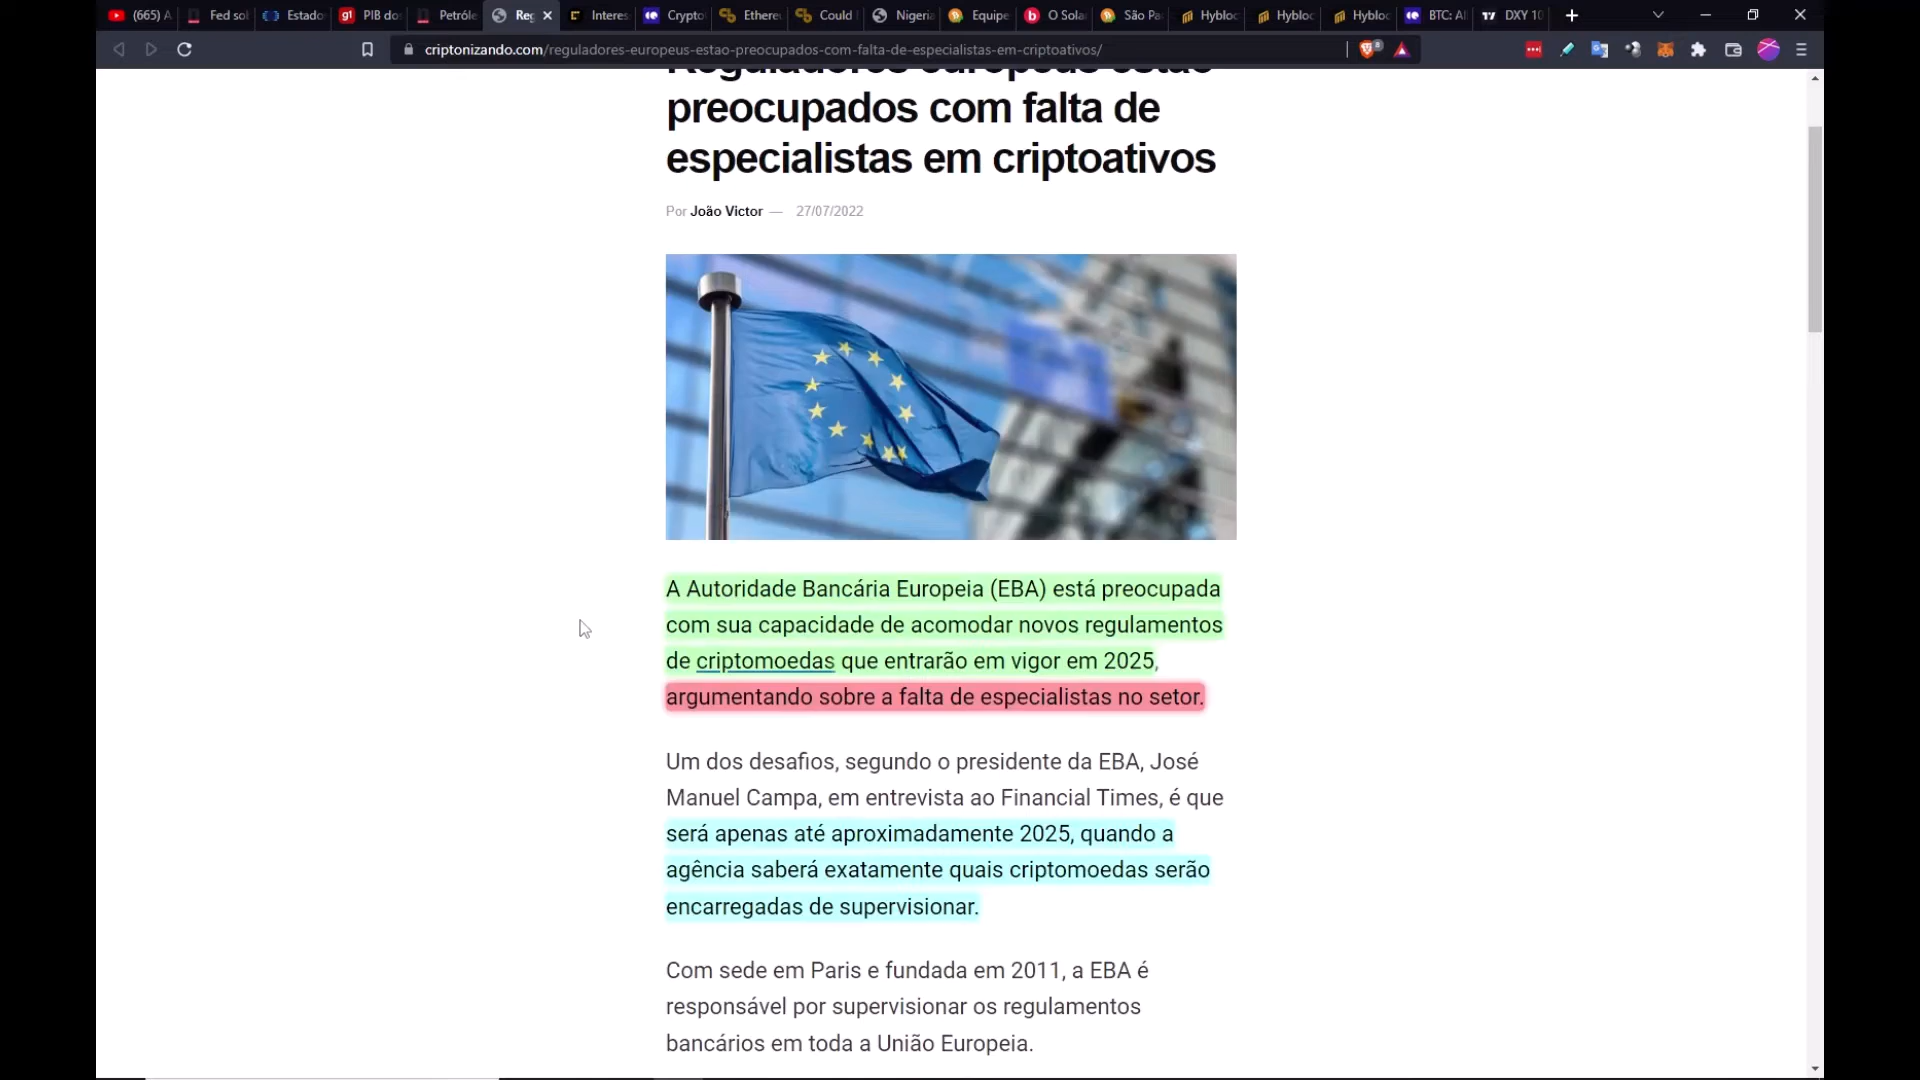 (665) A
Fed sol
Estado
g1 PIB do
Petróle
Reg
Interes
Crypto
Ethere
Could
Nigeria
Equipe
O Sola
São Pa
Hybloc
Hybloc
Hybloc
BTC: Al
DXY 10
criptonizando.com/reguladores-europeus-estao-preocupados-com-falta-de-especialistas-em-criptoativos/
Reguladores europeus estão
preocupados com falta de
especialistas em criptoativos
Por João Victor — 27/07/2022
A Autoridade Bancária Europeia (EBA) está preocupada
com sua capacidade de acomodar novos regulamentos
de criptomoedas que entrarão em vigor em 2025,
argumentando sobre a falta de especialistas no setor.
Um dos desafios, segundo o presidente da EBA, José
Manuel Campa, em entrevista ao Financial Times, é que
será apenas até aproximadamente 2025, quando a
agência saberá exatamente quais criptomoedas serão
encarregadas de supervisionar.
Com sede em Paris e fundada em 2011, a EBA é
responsável por supervisionar os regulamentos
bancários em toda a União Europeia.